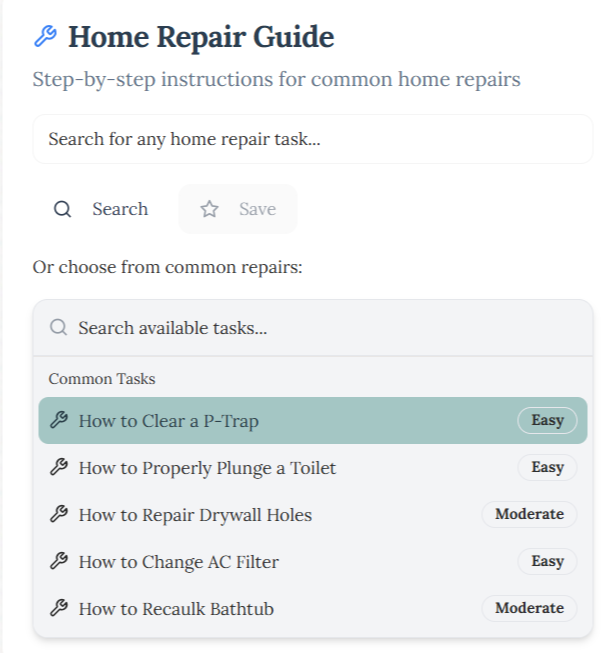 Home Repair Guide
Step-by-step instructions for common home repairs
Search for any home repair task...
Search Save
Or choose from common repairs:
Search available tasks...
Common Tasks
How to Clear a P-Trap Easy
How to Properly Plunge a Toilet Easy
How to Repair Drywall Holes Moderate
How to Change AC Filter Easy
How to Recaulk Bathtub Moderate